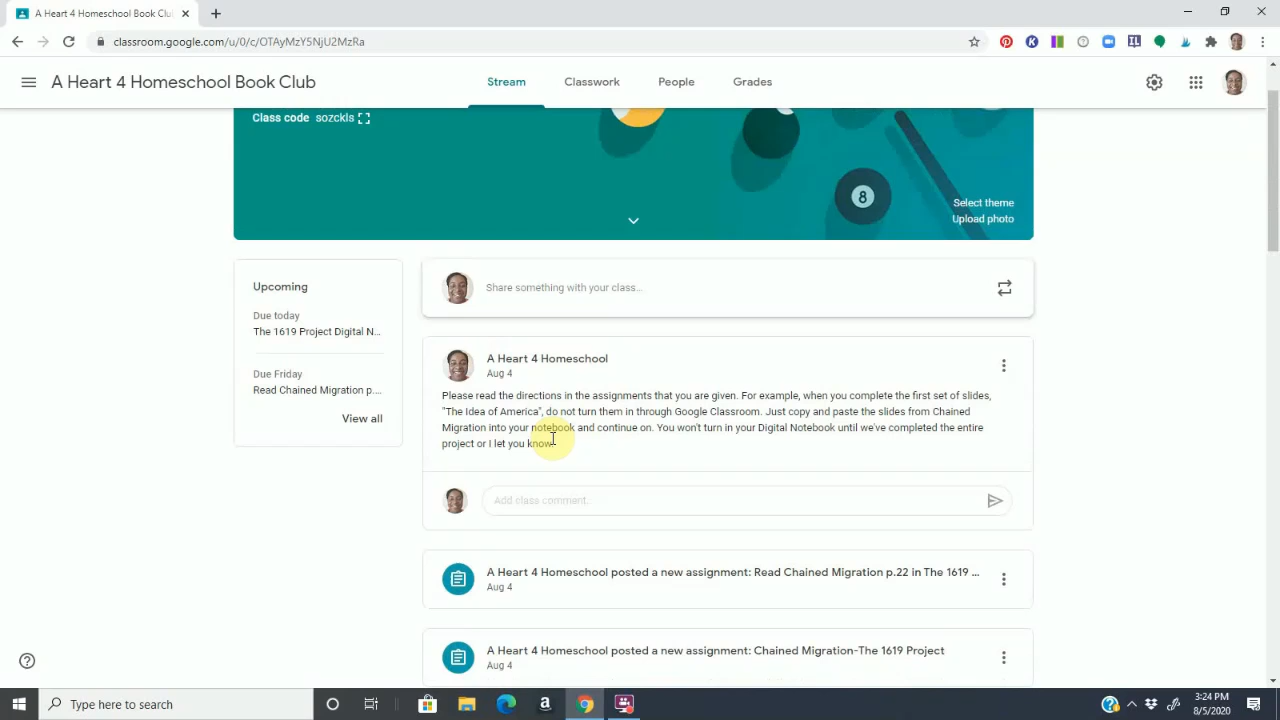 A Heart 4 Homeschool Book Clu
classroom.google.com/u/0/c/OTAyMzY5NjU2MzRa
A Heart 4 Homeschool Book Club
Stream
Classwork
People
Grades
Class code sozckls
8
Select theme
Upload photo
Upcoming
Due today
The 1619 Project Digital N...
Due Friday
Read Chained Migration p....
View all
Share something with your class...
A Heart 4 Homeschool
Aug 4
Please read the directions in the assignments that you are given. For example, when you complete the first set of slides,
"The Idea of America", do not turn them in through Google Classroom. Just copy and paste the slides from Chained
Migration into your notebook and continue on. You won't turn in your Digital Notebook until we've completed the entire
project or I let you know.
Add class comment...
A Heart 4 Homeschool posted a new assignment: Read Chained Migration p.22 in The 1619 ...
Aug 4
A Heart 4 Homeschool posted a new assignment: Chained Migration-The 1619 Project
Aug 4
Type here to search
3:24 PM
8/5/2020